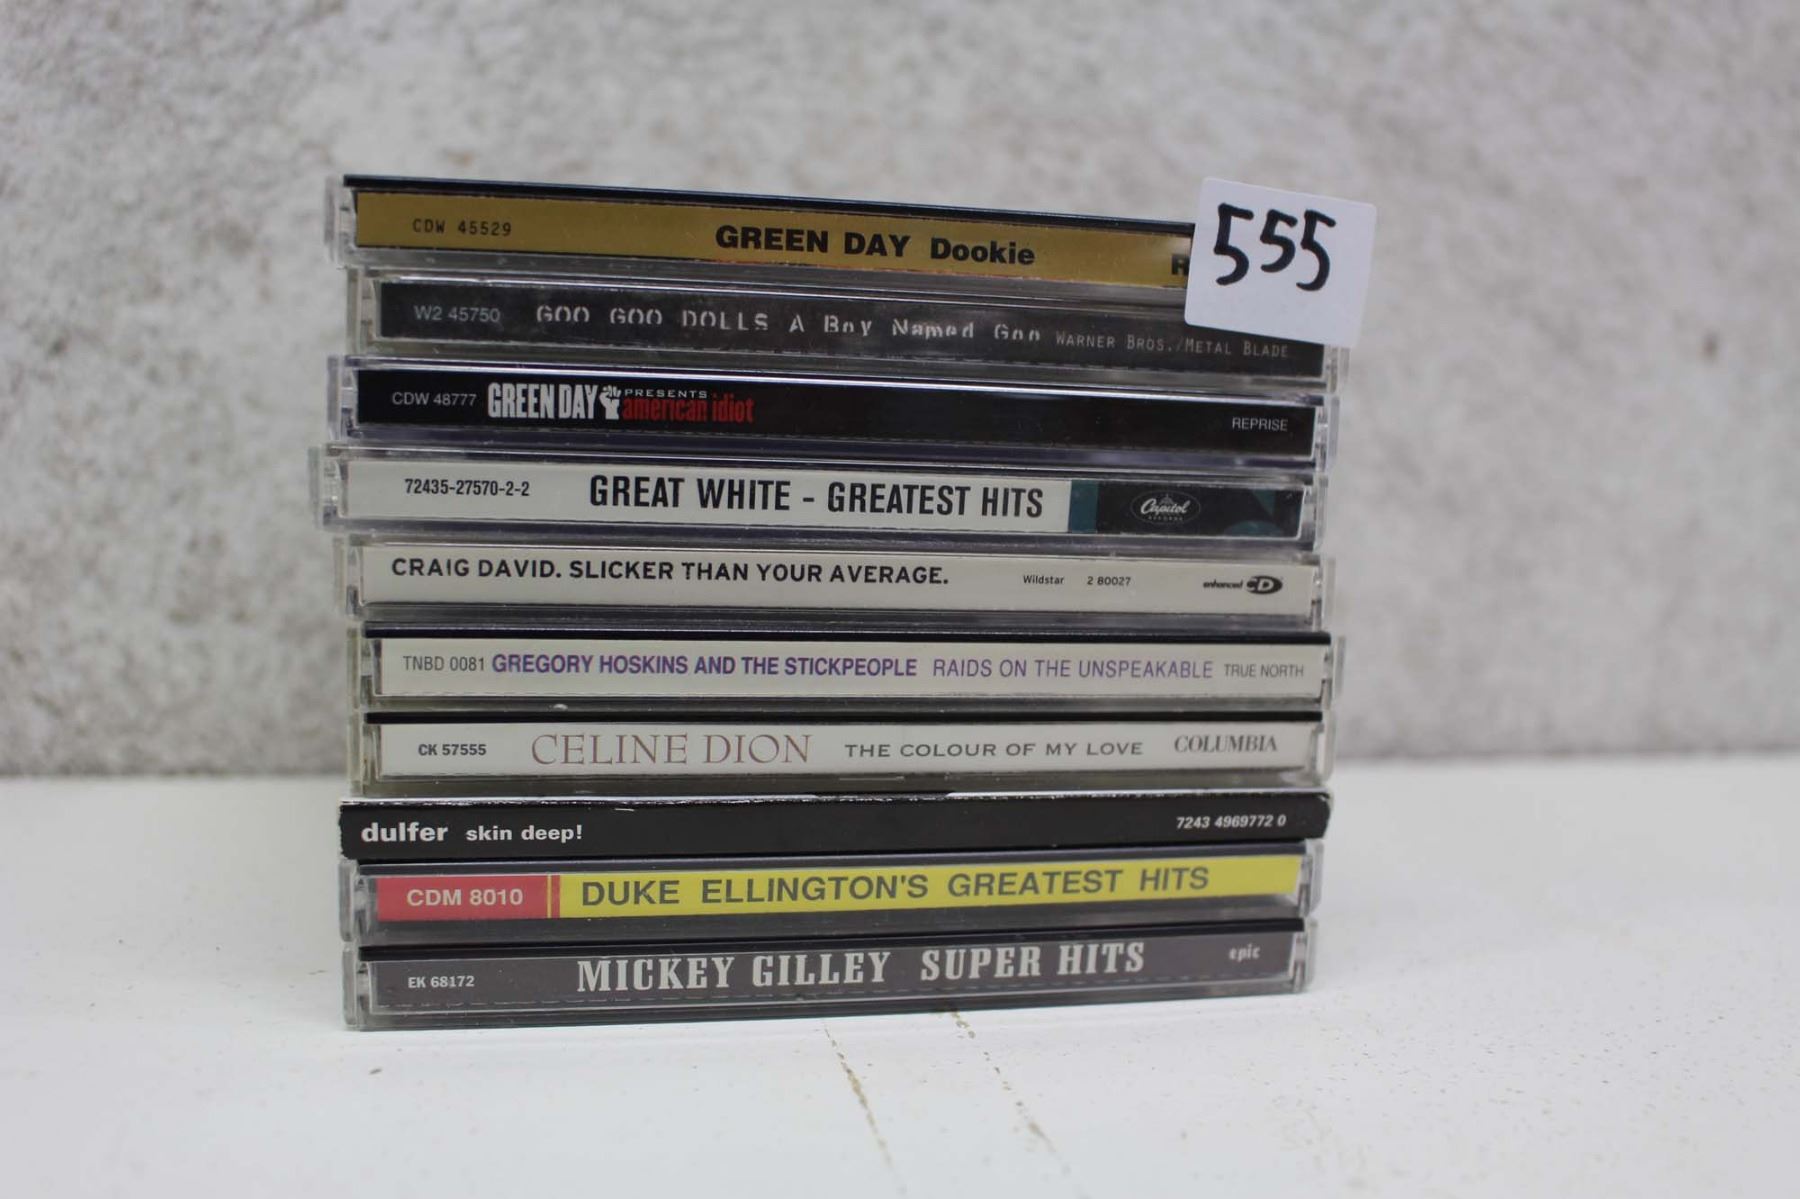 CDW 45529 GREEN DAY Dookie R
555
W2 45750 GOO GOO DOLLS A Boy Named Goo WARNER BROS./METAL BLADE
CDW 48777 GREEN DAY PRESENTS american idiot REPRISE
72435-27570-2-2 GREAT WHITE - GREATEST HITS Capitol RECORDS
CRAIG DAVID. SLICKER THAN YOUR AVERAGE. Wildstar 2 80027 enhanced CD
TNBD 0081 GREGORY HOSKINS AND THE STICKPEOPLE RAIDS ON THE UNSPEAKABLE TRUE NORTH
CK 57555 CELINE DION THE COLOUR OF MY LOVE COLUMBIA
dulfer skin deep! 7243 4969772 0
CDM 8010 DUKE ELLINGTON'S GREATEST HITS
EK 68172 MICKEY GILLEY SUPER HITS epic